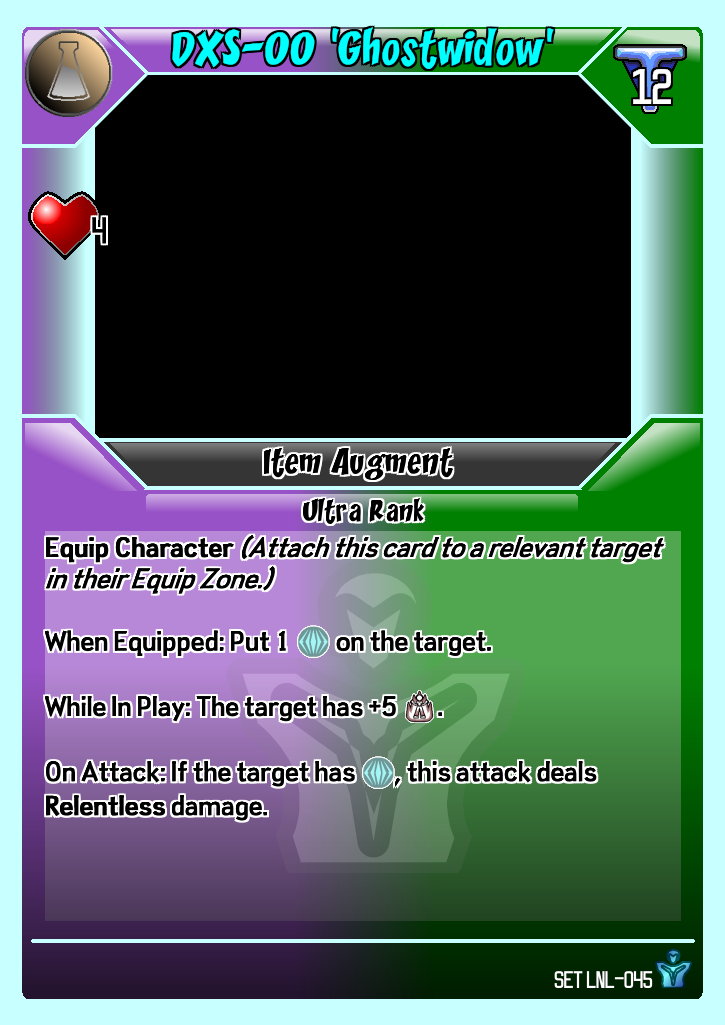 DXS-00 'Ghostwidow'
12
4
Item Augment
Ultra Rank
Equip Character (Attach this card to a relevant target
in their Equip Zone.)
When Equipped: Put 1 on the target.
While In Play: The target has +5 .
On Attack: If the target has , this attack deals
Relentless damage.
SET LNL-045